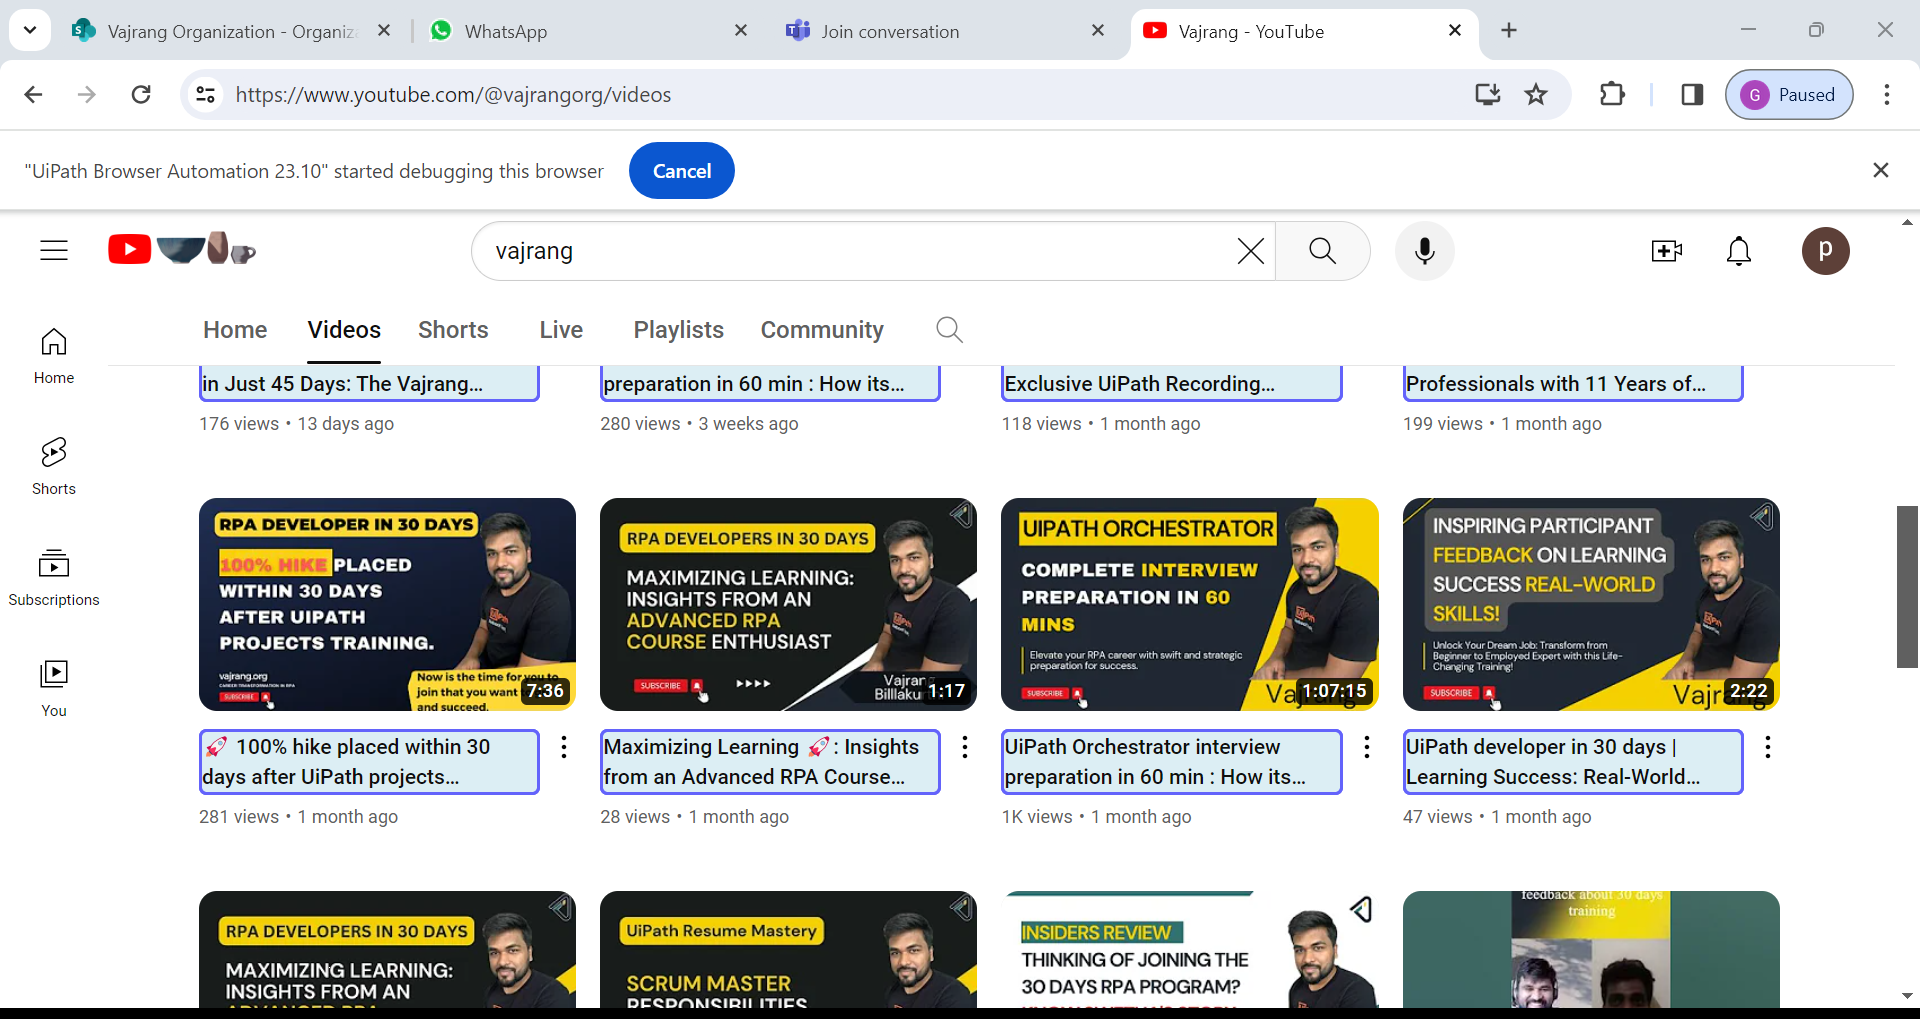 Vajrang Organization - Organiz
WhatsApp
Join conversation
Vajrang - YouTube
https://www.youtube.com/@vajrangorg/videos
G Paused
"UiPath Browser Automation 23.10" started debugging this browser
Cancel
vajrang
p
Home Videos Shorts Live Playlists Community
Home
Shorts
Subscriptions
You
in Just 45 Days: The Vajrang...
176 views • 13 days ago
preparation in 60 min : How its...
280 views • 3 weeks ago
Exclusive UiPath Recording...
118 views • 1 month ago
Professionals with 11 Years of...
199 views • 1 month ago
RPA DEVELOPER IN 30 DAYS
100% HIKE PLACED
WITHIN 30 DAYS
AFTER UIPATH
PROJECTS TRAINING.
vajrang.org
CAREER TRANSFORMATION IN RPA
SUBSCRIBE
Now is the time for you to
join that you want
and succeed.
7:36
🚀 100% hike placed within 30
days after UiPath projects...
281 views • 1 month ago
RPA DEVELOPERS IN 30 DAYS
MAXIMIZING LEARNING:
INSIGHTS FROM AN
ADVANCED RPA
COURSE ENTHUSIAST
SUBSCRIBE
Vajran
Billlaku
1:17
Maximizing Learning 🚀: Insights
from an Advanced RPA Course...
28 views • 1 month ago
UIPATH ORCHESTRATOR
COMPLETE INTERVIEW
PREPARATION IN 60
MINS
Elevate your RPA career with swift and strategic
preparation for success.
SUBSCRIBE
1:07:15
UiPath Orchestrator interview
preparation in 60 min : How its...
1K views • 1 month ago
INSPIRING PARTICIPANT
FEEDBACK ON LEARNING
SUCCESS REAL-WORLD
SKILLS!
Unlock Your Dream Job: Transform from
Beginner to Employed Expert with this Life-
Changing Training!
SUBSCRIBE
2:22
UiPath developer in 30 days |
Learning Success: Real-World...
47 views • 1 month ago
RPA DEVELOPERS IN 30 DAYS
MAXIMIZING LEARNING:
INSIGHTS FROM AN
UiPath Resume Mastery
SCRUM MASTER
RESPONSIBILITIES
INSIDERS REVIEW
THINKING OF JOINING THE
30 DAYS RPA PROGRAM?
feedback about 30 days
training